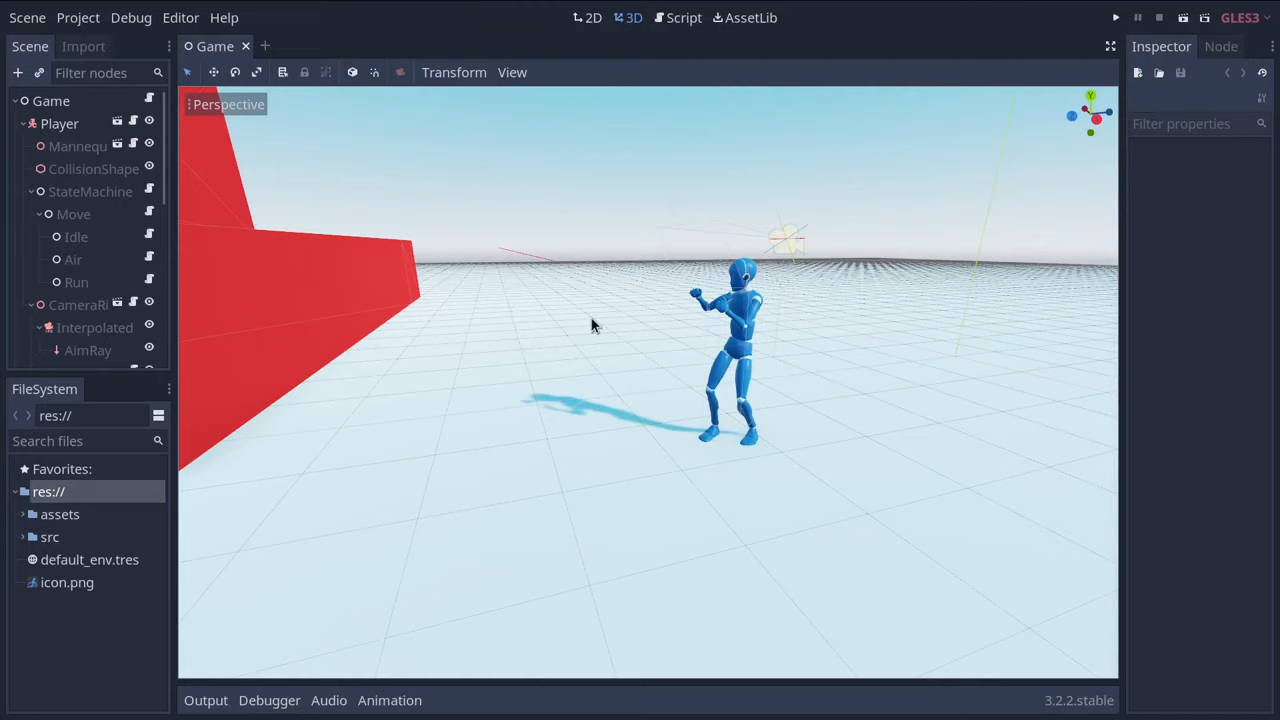 Scene Project Debug Editor Help 2D 3D Script AssetLib GLES3
Scene Import Game Inspector Node
Filter nodes Transform View
Game Perspective
Player Filter properties
Mannequ
CollisionShape
StateMachine
Move
Idle
Air
Run
CameraRi
Interpolated
AimRay
FileSystem
res://
Search files
Favorites:
res://
assets
src
default_env.tres
icon.png
Output Debugger Audio Animation 3.2.2.stable